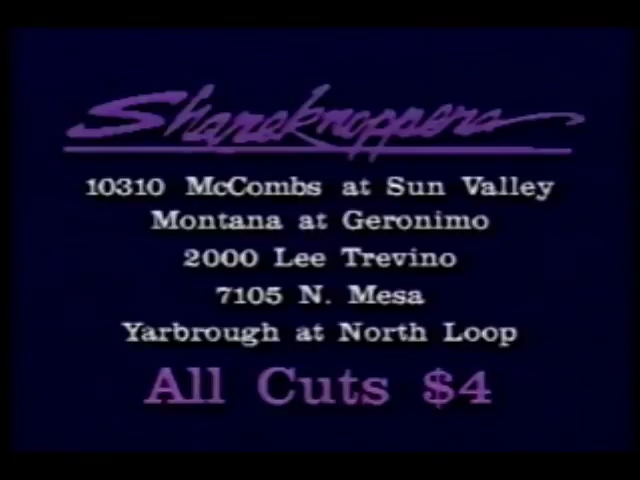 Shareknoppers
10310 McCombs at Sun Valley
Montana at Geronimo
2000 Lee Trevino
7105 N. Mesa
Yarbrough at North Loop
All Cuts $4